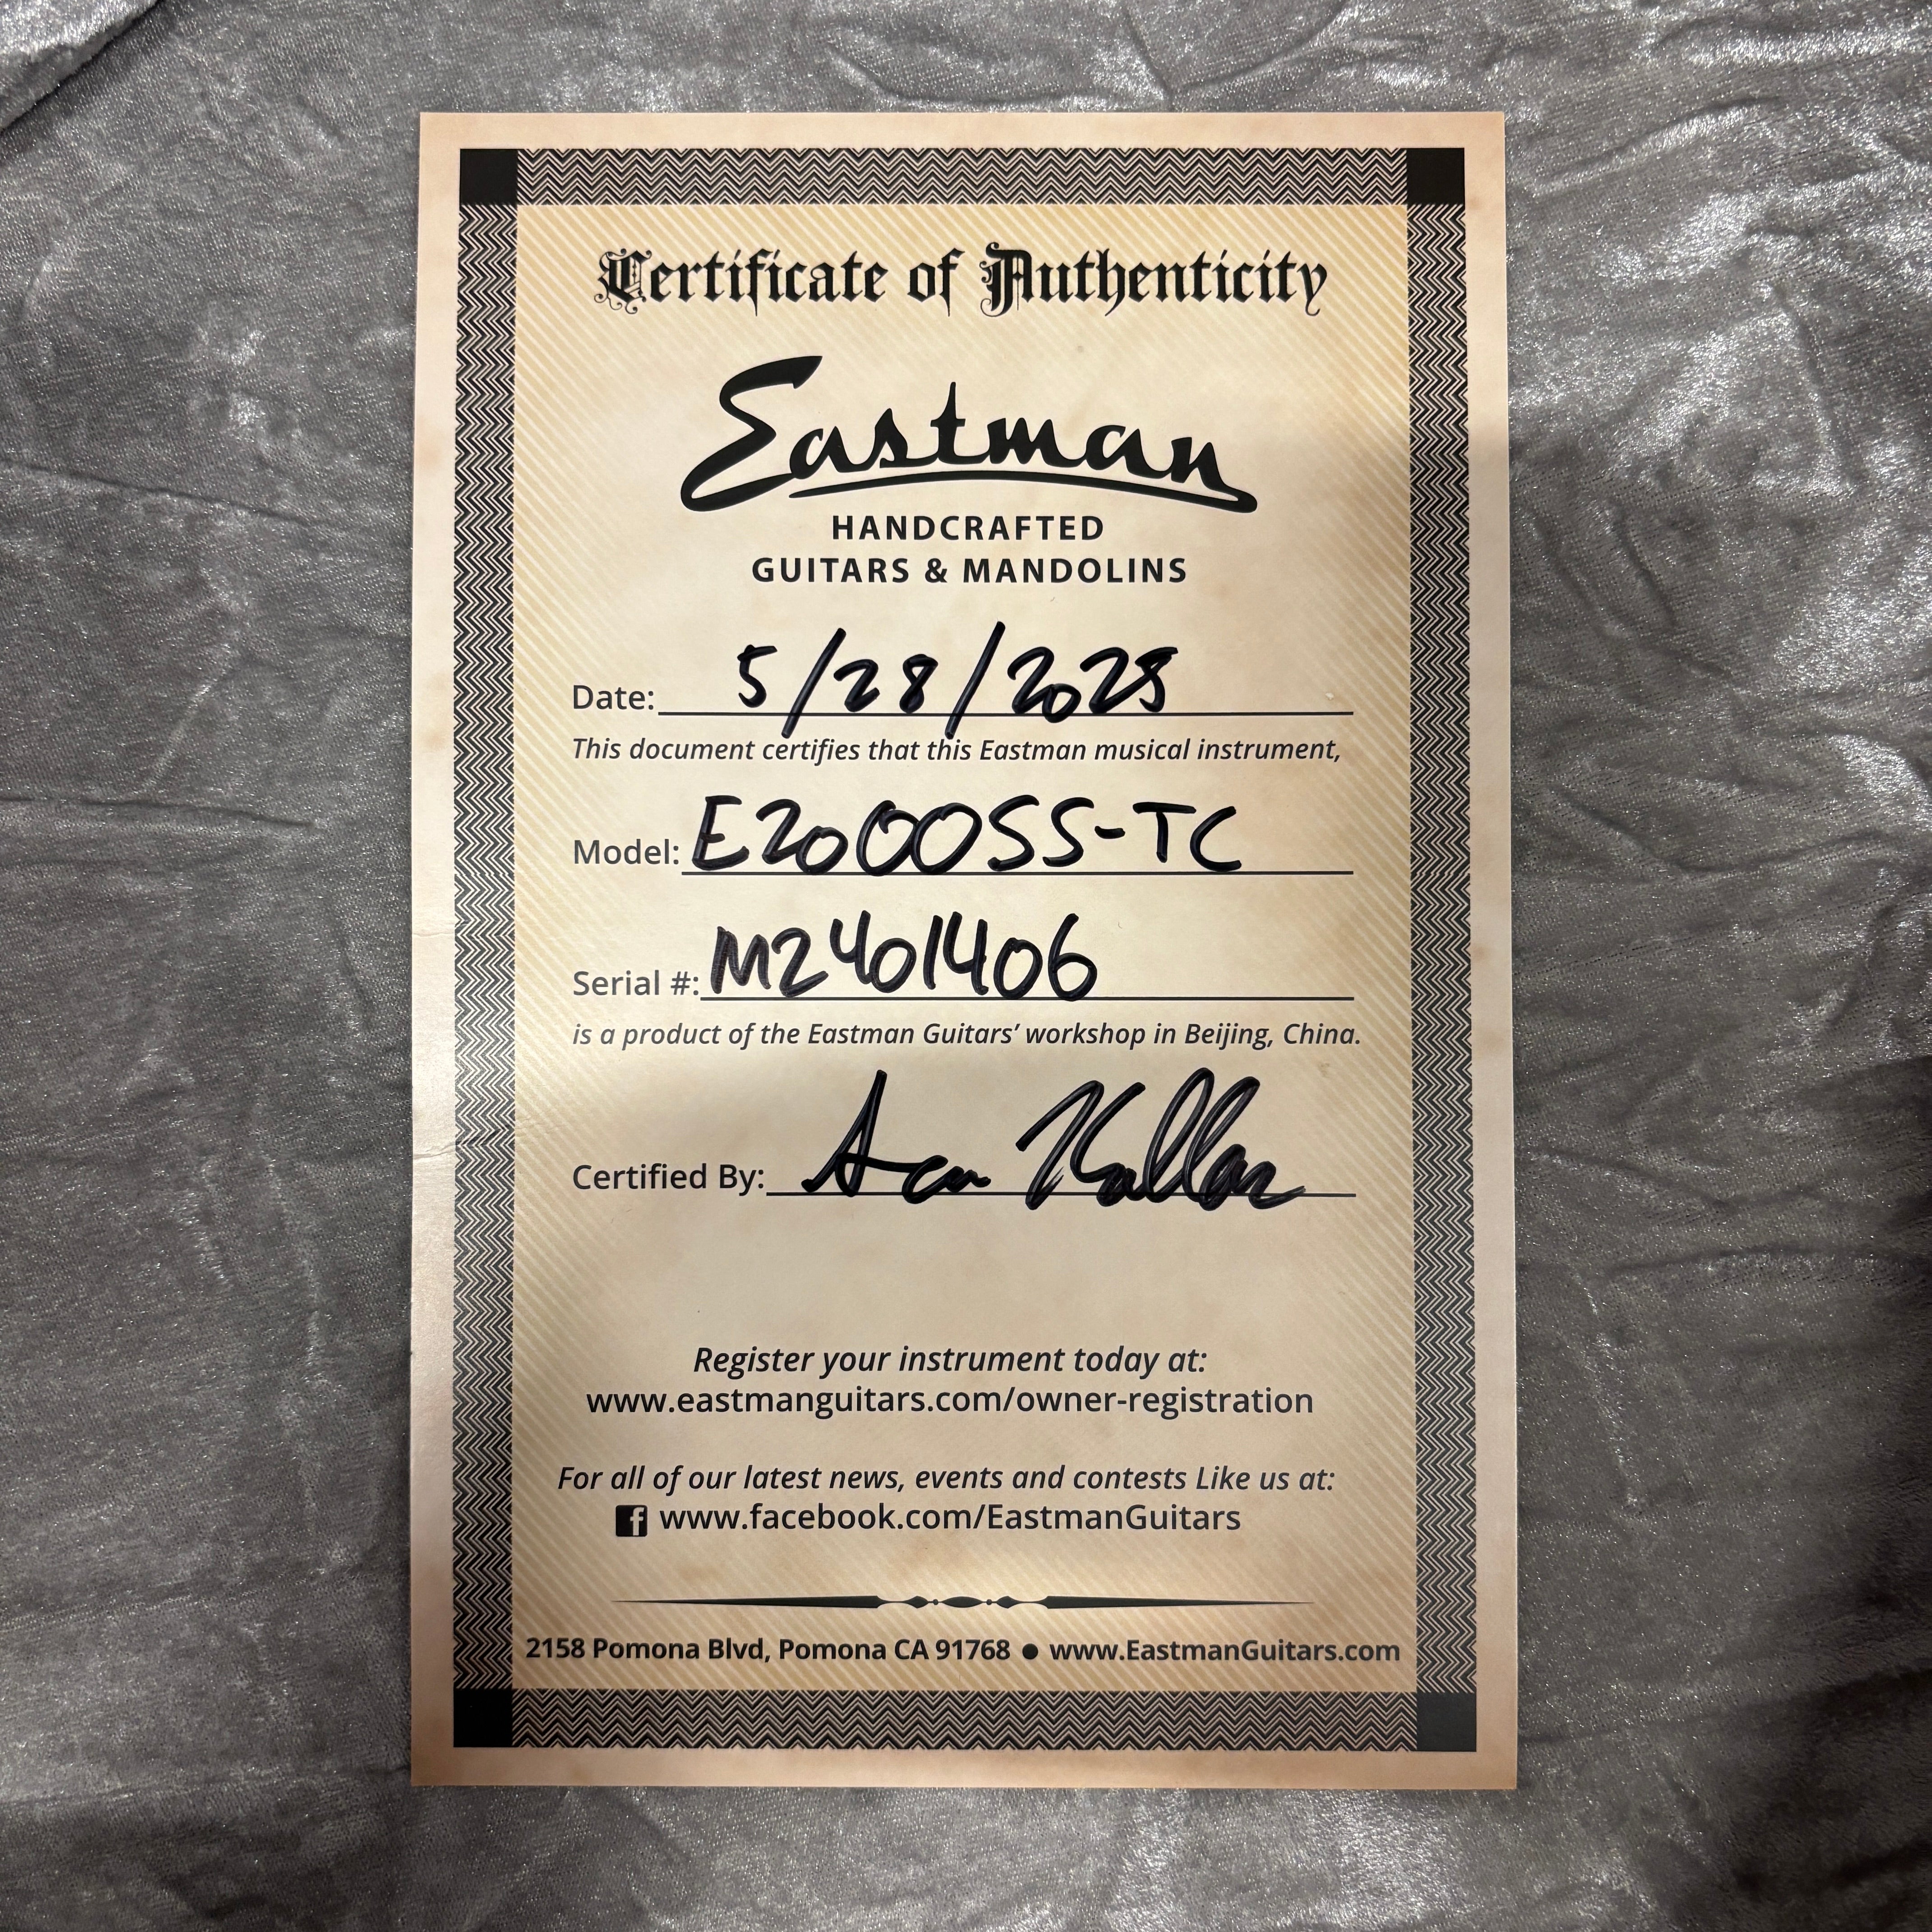 Certificate of Authenticity
Eastman
HANDCRAFTED
GUITARS & MANDOLINS
Date: 5/28/2025
This document certifies that this Eastman musical instrument,
Model: E20OOSS-TC
Serial #: M2401406
is a product of the Eastman Guitars’ workshop in Beijing, China.
Certified By:
Register your instrument today at:
www.eastmanguitars.com/owner-registration
For all of our latest news, events and contests Like us at:
f www.facebook.com/EastmanGuitars
2158 Pomona Blvd, Pomona CA 91768 ● www.EastmanGuitars.com